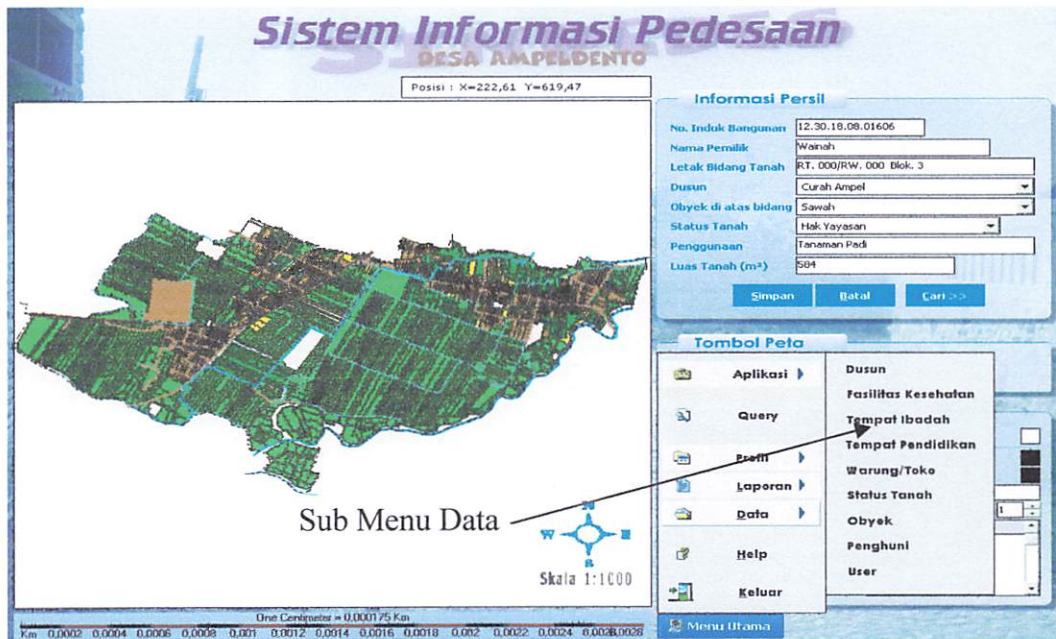 Sistem Informasi Pedesaan
DESA AMPELDENTO
Posisi : X=222,61 Y=619,47
Informasi Persil
No. Induk Bangunan 12.30.18.08.01606
Nama Pemilik Wainah
Letak Bidang Tanah RT. 000/RW. 000 Blok. 3
Dusun Curah Ampel
Obyek di atas bidang Sawah
Status Tanah Hak Yayasan
Penggunaan Tanaman Padi
Luas Tanah (m²) 584
Simpan Batal Cari >>
Tombol Peta
Aplikasi
Query
Profil
Laporan
Data
Help
Keluar
Dusun
Fasilitas Kesehatan
Tempat Ibadah
Tempat Pendidikan
Warung/Toko
Status Tanah
Obyek
Penghuni
User
1
Sub Menu Data
N
W E
S
Skala 1:1000
One Centimeter = 0,000175 Km
Km 0,0002 0,0004 0,0006 0,0008 0,001 0,0012 0,0014 0,0016 0,0018 0,002 0,0022 0,0024 0,0026 0,0028
Menu Utama